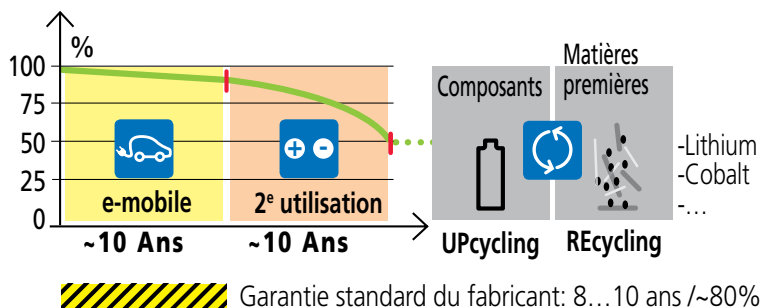 %
100
75
50
25
0
e-mobile
2e utilisation
~10 Ans
~10 Ans
Composants
Matières
premières
-Lithium
-Cobalt
-...
UPcycling
REcycling
Garantie standard du fabricant: 8...10 ans /~80%